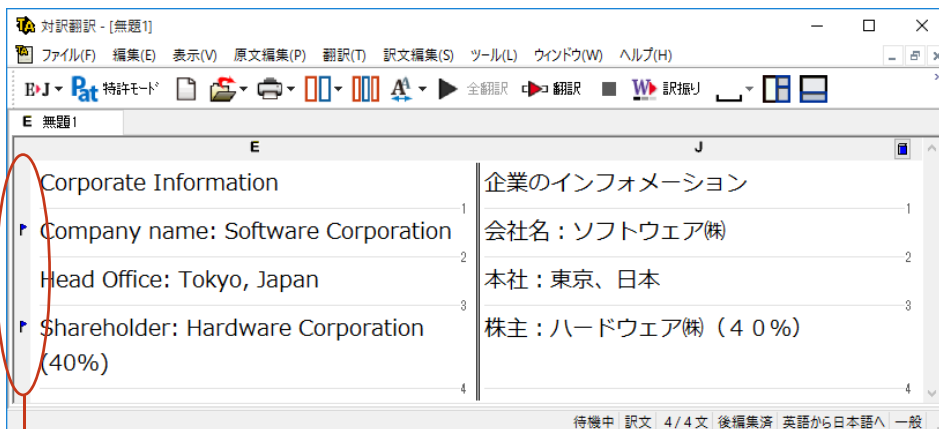 対訳翻訳 - [無題1]
ファイル(F) 編集(E) 表示(V) 原文編集(P) 翻訳(T) 訳文編集(S) ツール(L) ウィンドウ(W) ヘルプ(H)
E▸J Pat 特許モード 全翻訳 翻訳 W 訳振り
E 無題1
E J
Corporate Information 企業のインフォメーション
1 1
Company name: Software Corporation 会社名：ソフトウェア㈱
2 2
Head Office: Tokyo, Japan 本社：東京、日本
3 3
Shareholder: Hardware Corporation 株主：ハードウェア㈱（４０%）
(40%)
4 4
待機中 訳文 4/4文 後編集済 英語から日本語へ 一般